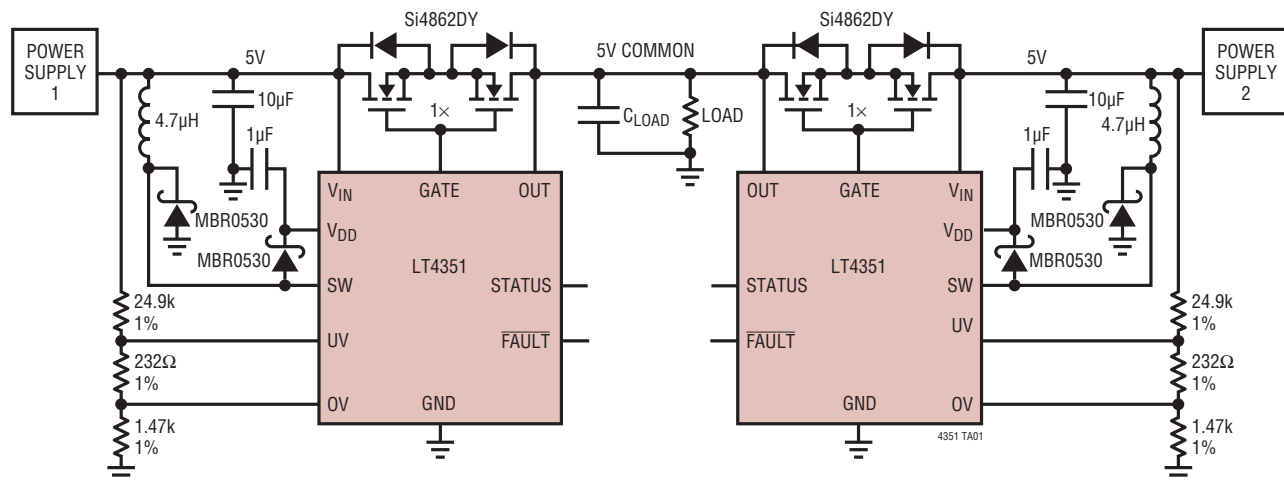 Si4862DY
Si4862DY
POWER
SUPPLY
1
5V
5V COMMON
5V
POWER
SUPPLY
2
4.7µH
10µF
1µF
1×
CLOAD
LOAD
1×
10µF
1µF
4.7µH
MBR0530
MBR0530
VIN
GATE
OUT
VDD
LT4351
SW
STATUS
UV
FAULT
OV
GND
OUT
GATE
VIN
VDD
LT4351
STATUS
SW
UV
FAULT
GND
OV
MBR0530
MBR0530
24.9k
1%
232Ω
1%
1.47k
1%
24.9k
1%
232Ω
1%
1.47k
1%
4351 TA01